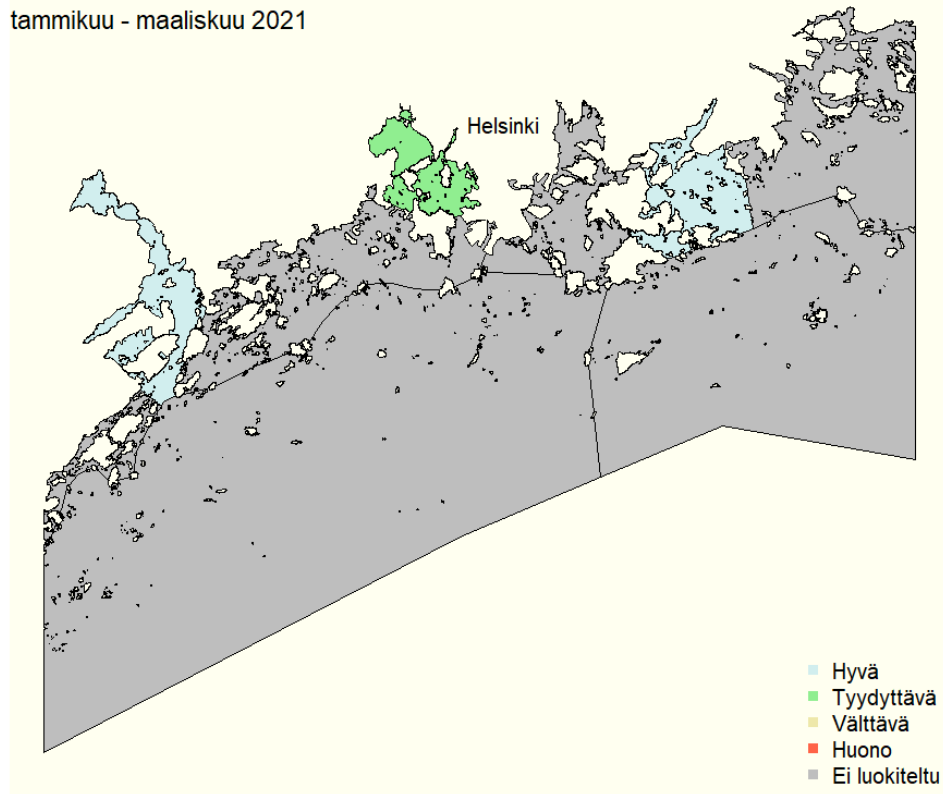 tammikuu - maaliskuu 2021
Helsinki
Hyvä
Tyydyttävä
Välttävä
Huono
Ei luokiteltu